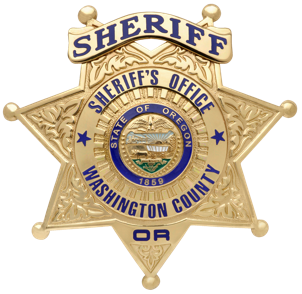 SHERIFF
SHERIFF'S OFFICE
STATE OF OREGON
1859
WASHINGTON COUNTY
OR